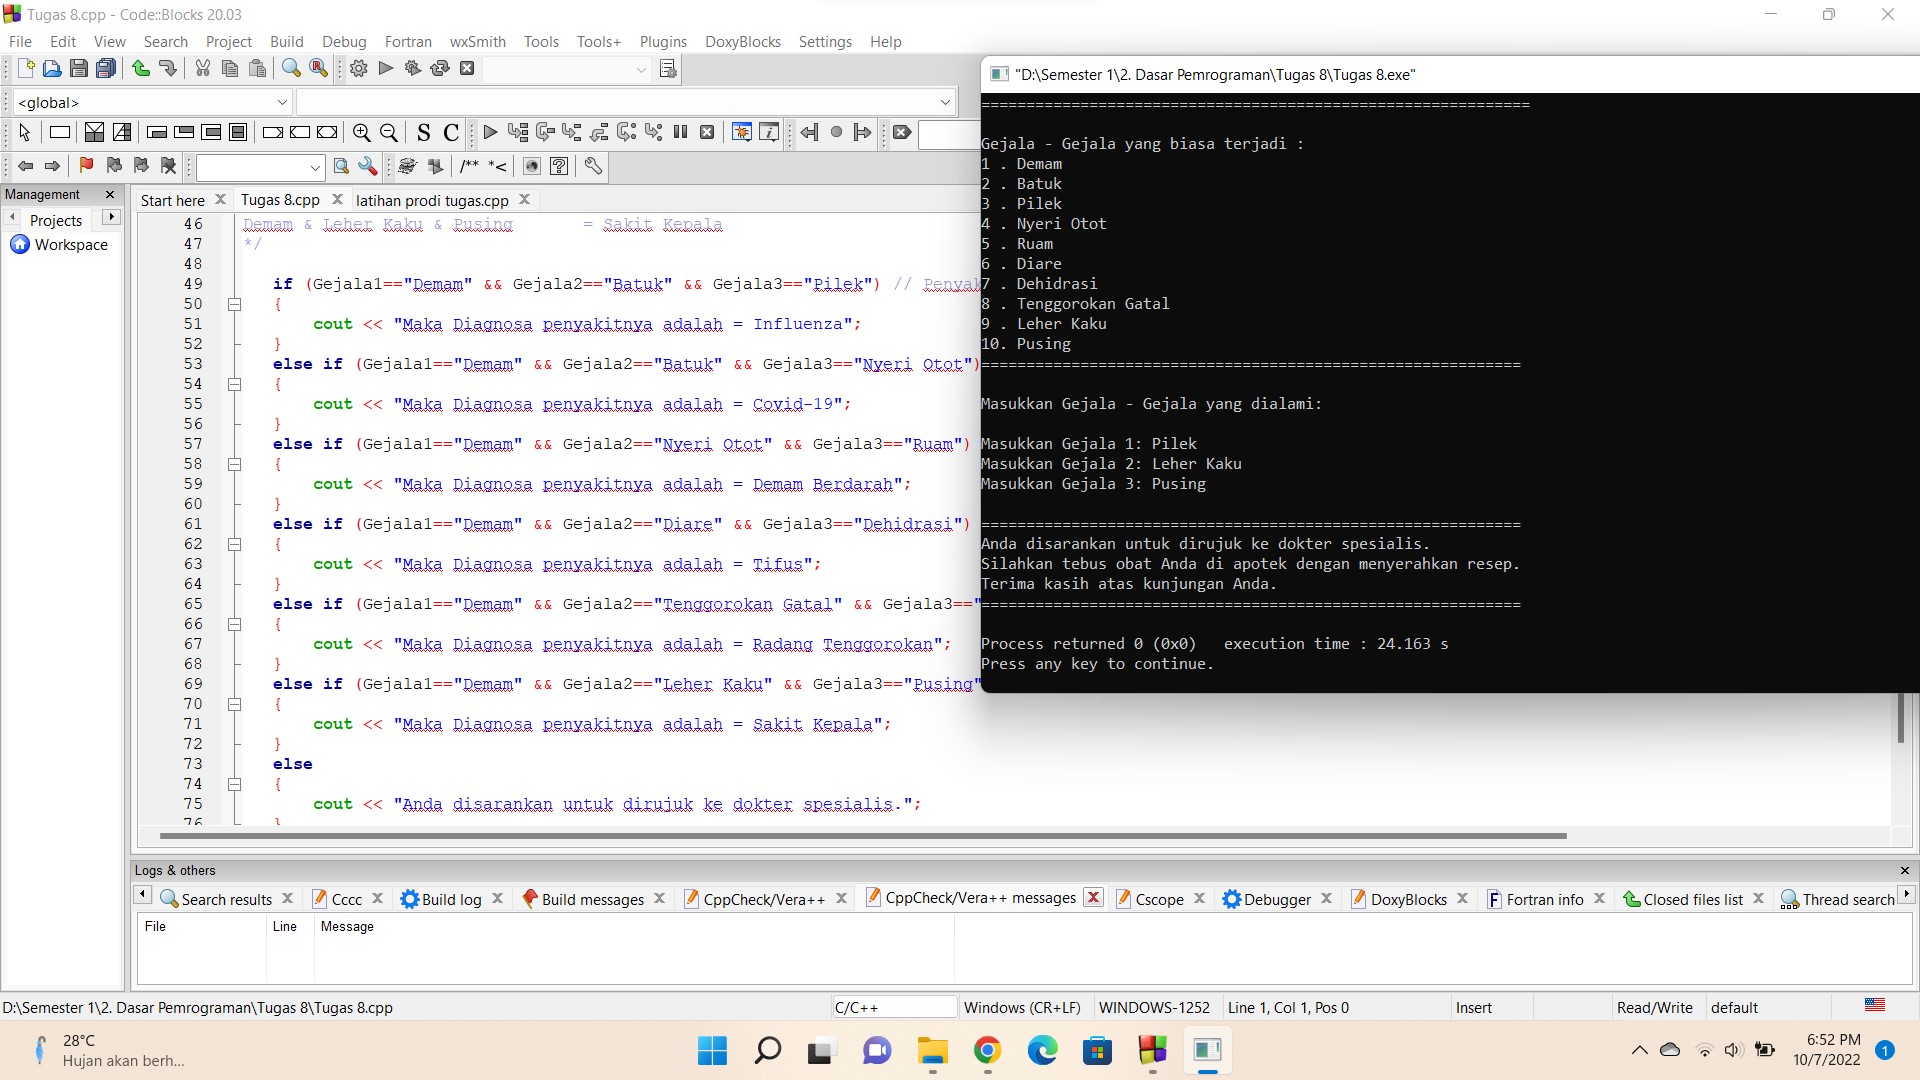 Tugas 8.cpp - Code::Blocks 20.03
File Edit View Search Project Build Debug Fortran wxSmith Tools Tools+ Plugins DoxyBlocks Settings Help
<global>
S C
/** *<
Management
Projects
Workspace
Start here
Tugas 8.cpp
latihan prodi tugas.cpp
46 Demam & Leher Kaku & Pusing = Sakit Kepala
47 */
48
49 if (Gejala1=="Demam" && Gejala2=="Batuk" && Gejala3=="Pilek") // Penyak
50 {
51 cout << "Maka Diagnosa penyakitnya adalah = Influenza";
52 }
53 else if (Gejala1=="Demam" && Gejala2=="Batuk" && Gejala3=="Nyeri Otot")
54 {
55 cout << "Maka Diagnosa penyakitnya adalah = Covid-19";
56 }
57 else if (Gejala1=="Demam" && Gejala2=="Nyeri Otot" && Gejala3=="Ruam")
58 {
59 cout << "Maka Diagnosa penyakitnya adalah = Demam Berdarah";
60 }
61 else if (Gejala1=="Demam" && Gejala2=="Diare" && Gejala3=="Dehidrasi")
62 {
63 cout << "Maka Diagnosa penyakitnya adalah = Tifus";
64 }
65 else if (Gejala1=="Demam" && Gejala2=="Tenggorokan Gatal" && Gejala3=="
66 {
67 cout << "Maka Diagnosa penyakitnya adalah = Radang Tenggorokan";
68 }
69 else if (Gejala1=="Demam" && Gejala2=="Leher Kaku" && Gejala3=="Pusing"
70 {
71 cout << "Maka Diagnosa penyakitnya adalah = Sakit Kepala";
72 }
73 else
74 {
75 cout << "Anda disarankan untuk dirujuk ke dokter spesialis.";
76 }
"D:\Semester 1\2. Dasar Pemrograman\Tugas 8\Tugas 8.exe"
=============================================================
Gejala - Gejala yang biasa terjadi :
1 . Demam
2 . Batuk
3 . Pilek
4 . Nyeri Otot
5 . Ruam
6 . Diare
7 . Dehidrasi
8 . Tenggorokan Gatal
9 . Leher Kaku
10. Pusing
============================================================
Masukkan Gejala - Gejala yang dialami:
Masukkan Gejala 1: Pilek
Masukkan Gejala 2: Leher Kaku
Masukkan Gejala 3: Pusing
============================================================
Anda disarankan untuk dirujuk ke dokter spesialis.
Silahkan tebus obat Anda di apotek dengan menyerahkan resep.
Terima kasih atas kunjungan Anda.
============================================================
Process returned 0 (0x0) execution time : 24.163 s
Press any key to continue.
Logs & others
Search results Cccc Build log Build messages CppCheck/Vera++ CppCheck/Vera++ messages Cscope Debugger DoxyBlocks Fortran info Closed files list Thread search
File Line Message
D:\Semester 1\2. Dasar Pemrograman\Tugas 8\Tugas 8.cpp C/C++ Windows (CR+LF) WINDOWS-1252 Line 1, Col 1, Pos 0 Insert Read/Write default
28°C
Hujan akan berh...
6:52 PM
10/7/2022
1